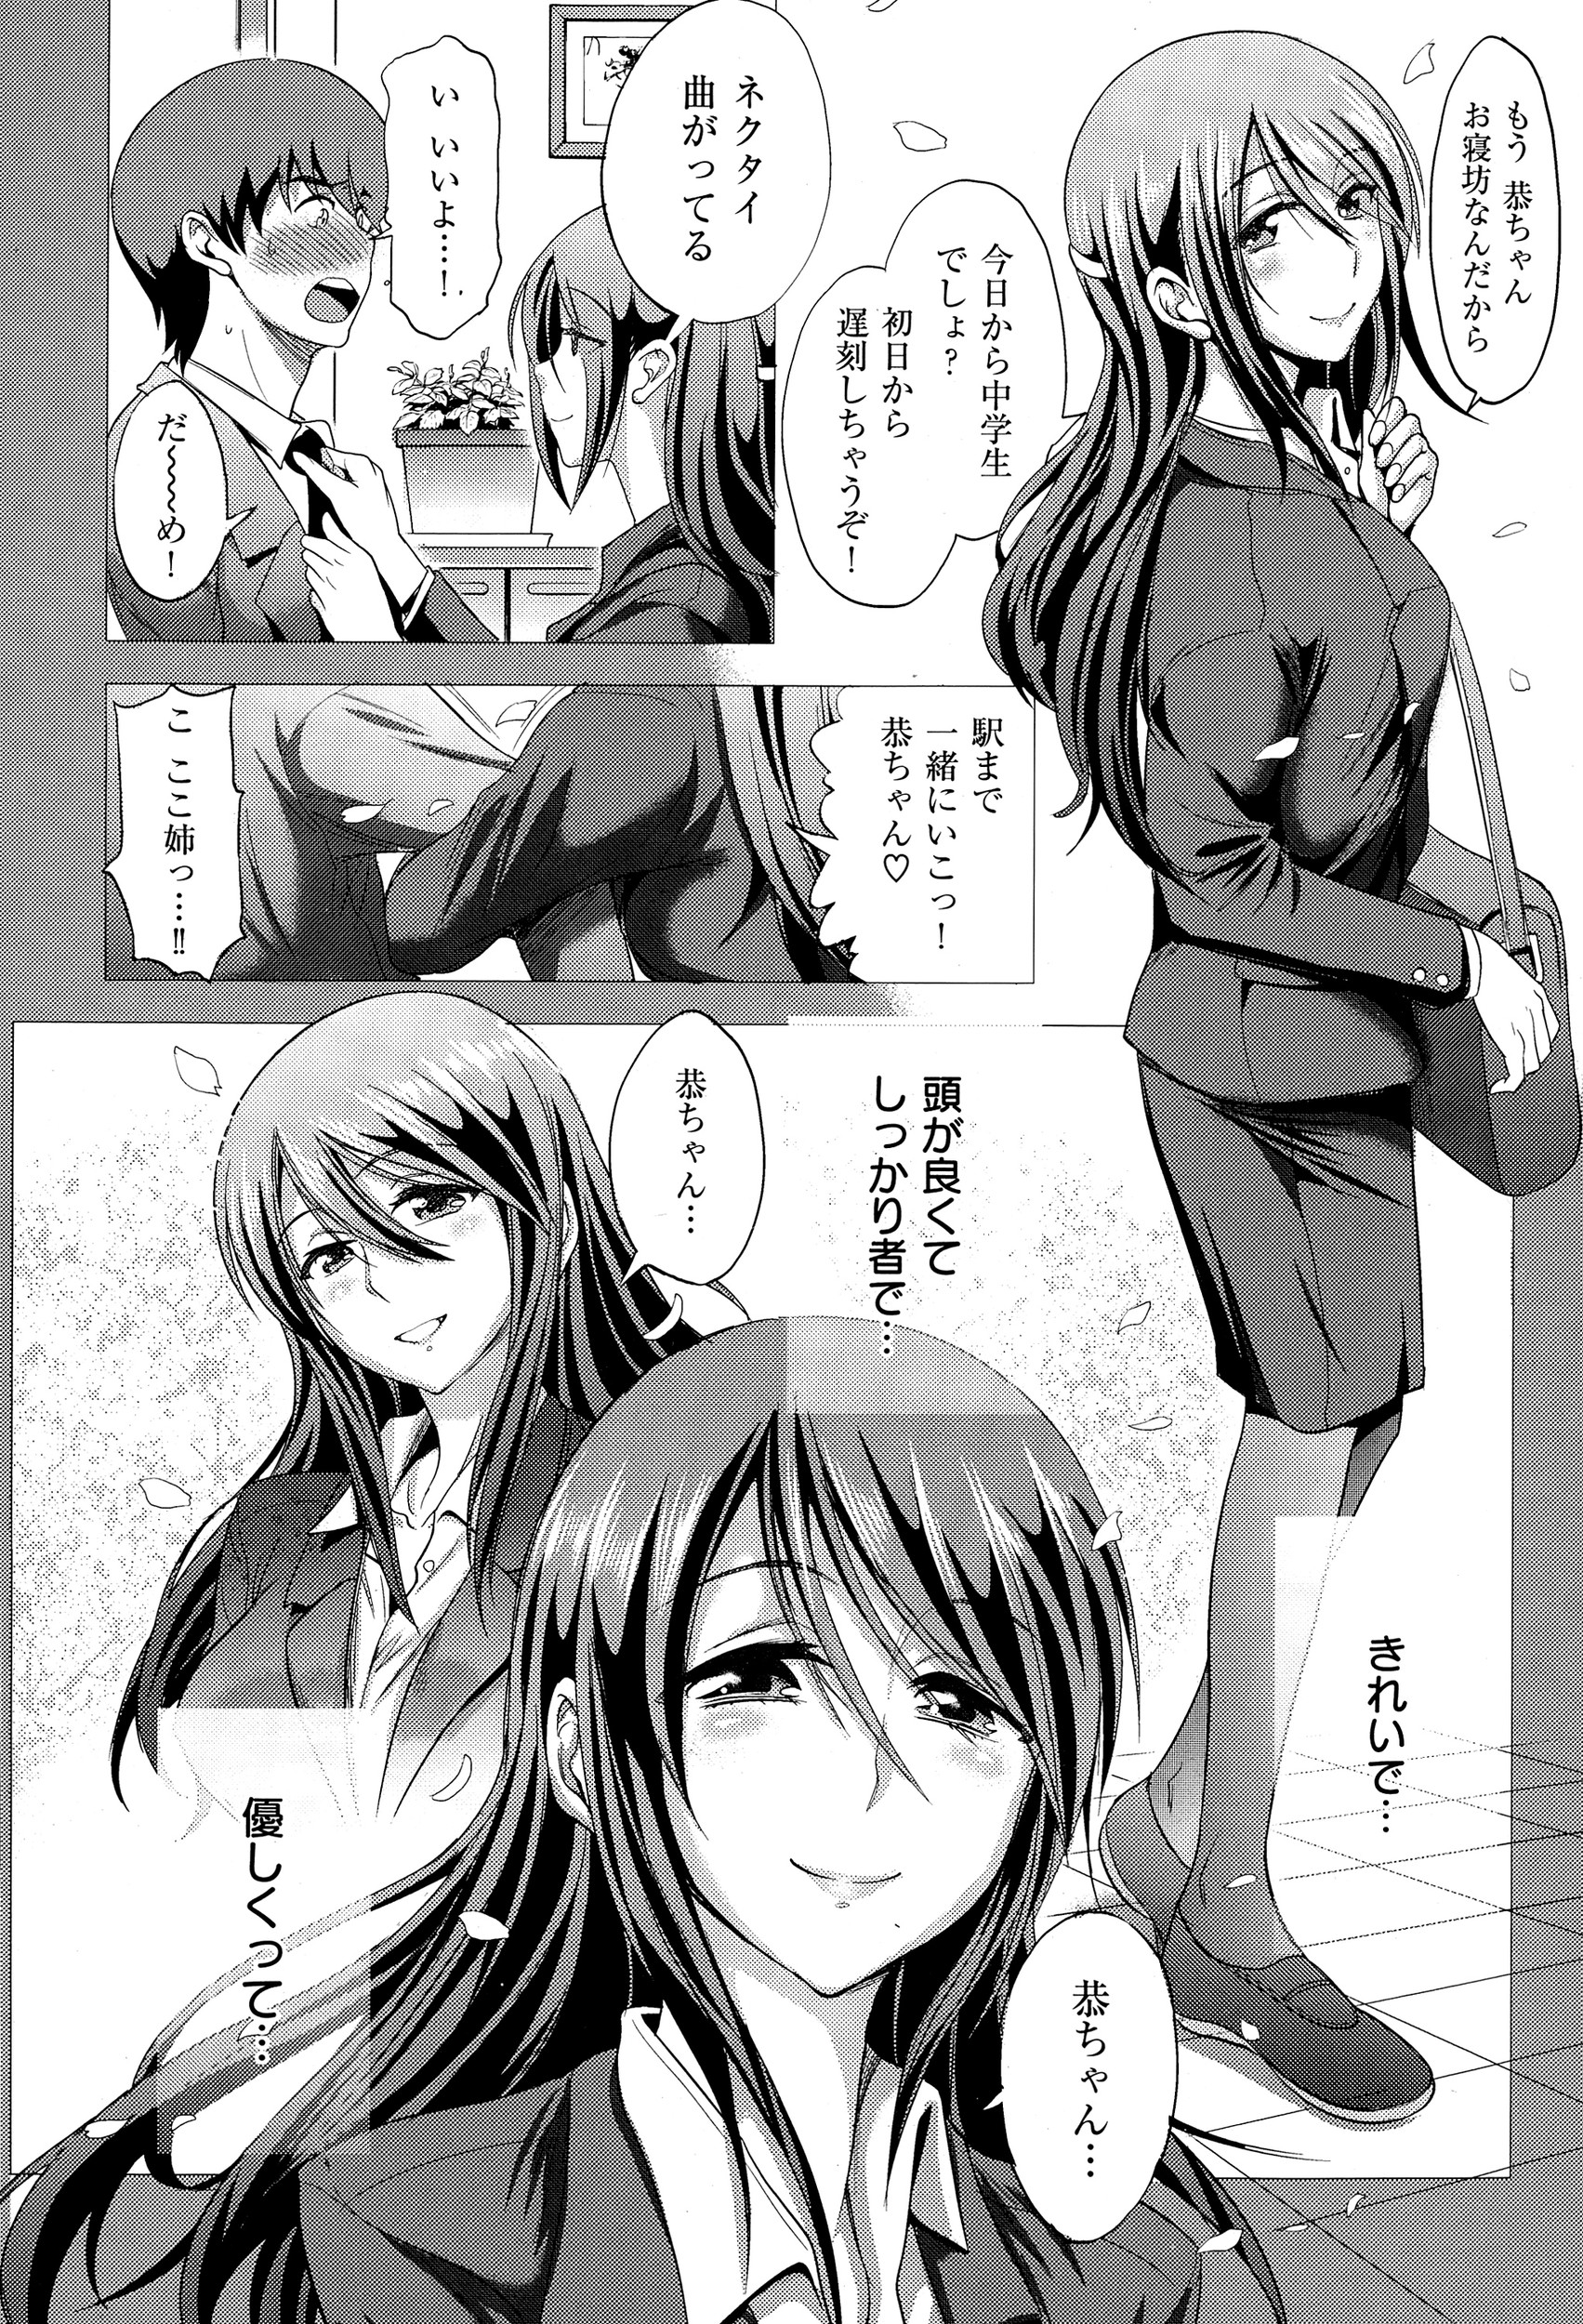 もう 恭ちゃん
お寝坊なんだから
今日から中学生
でしょ？
初日から
遅刻しちゃうぞ！
ネクタイ
曲がってる
い いいよ…！
だ～～～め！
駅まで
一緒にいこっ！
恭ちゃん♡
こ ここ姉っ…!!
きれいで…
頭が良くて
しっかり者で…
恭ちゃん…
恭ちゃん…
優しくって…